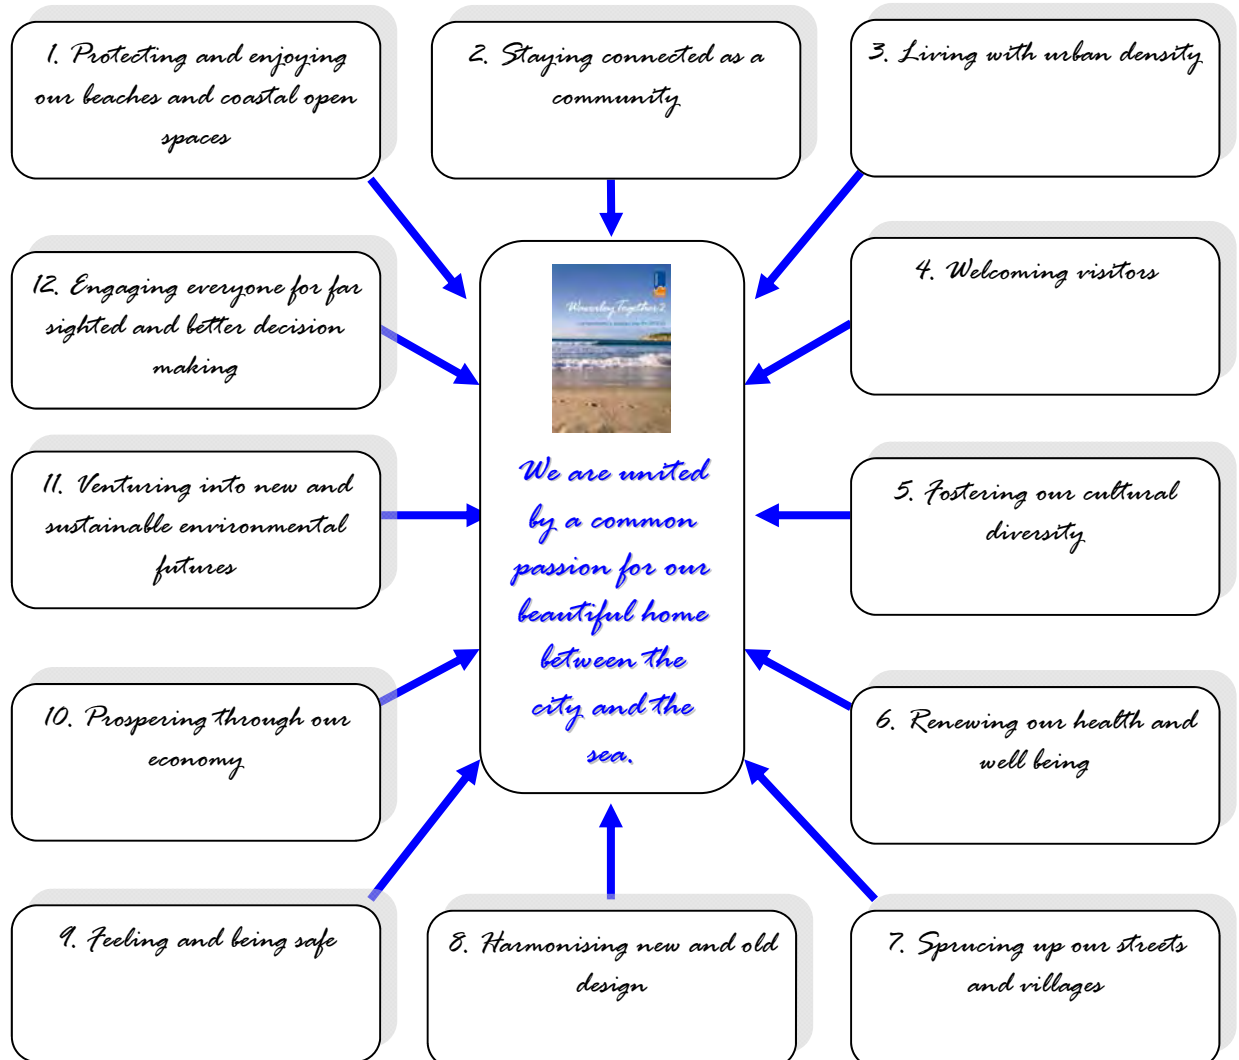 1. Protecting and enjoying
our beaches and coastal open
spaces
2. Staying connected as a
community
3. Living with urban density
4. Welcoming visitors
5. Fostering our cultural
diversity
6. Renewing our health and
well being
7. Sprucing up our streets
and villages
8. Harmonising new and old
design
9. Feeling and being safe
10. Prospering through our
economy
11. Venturing into new and
sustainable environmental
futures
12. Engaging everyone for far
sighted and better decision
making
Waverley Together 2
We are united
by a common
passion for our
beautiful home
between the
city and the
sea.